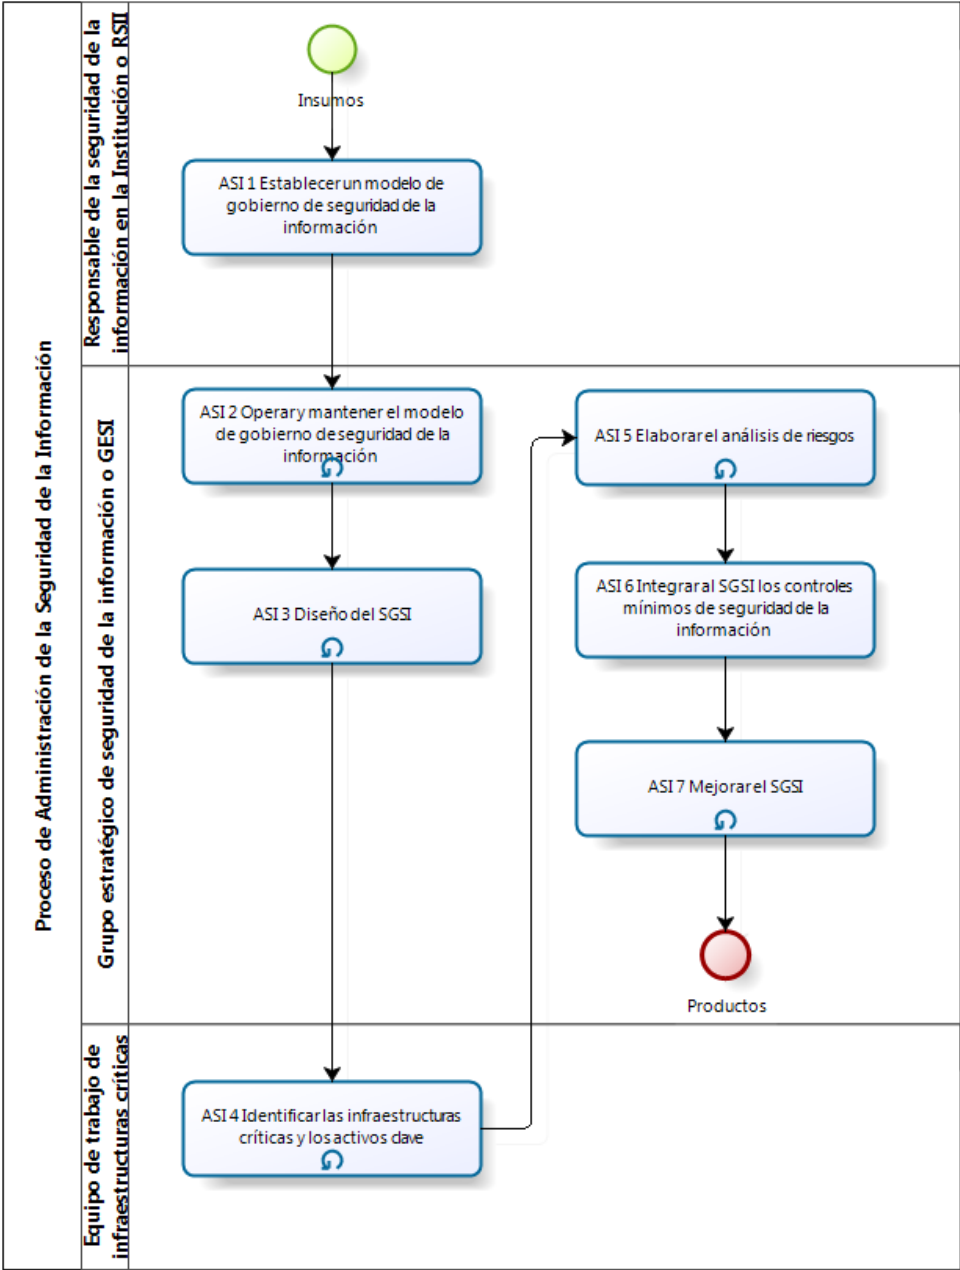 Proceso de Administración de la Seguridad de la Información
Responsable de la seguridad de la
información en la Institución o RSII
Insumos
ASI 1 Establecer un modelo de
gobierno de seguridad de la
información
Grupo estratégico de seguridad de la información o GESI
ASI 2 Operar y mantener el modelo
de gobierno de seguridad de la
información
ASI 3 Diseño del SGSI
ASI 5 Elaborar el análisis de riesgos
ASI 6 Integrar al SGSI los controles
mínimos de seguridad de la
información
ASI 7 Mejorar el SGSI
Productos
Equipo de trabajo de
infraestructuras críticas
ASI 4 Identificar las infraestructuras
críticas y los activos clave